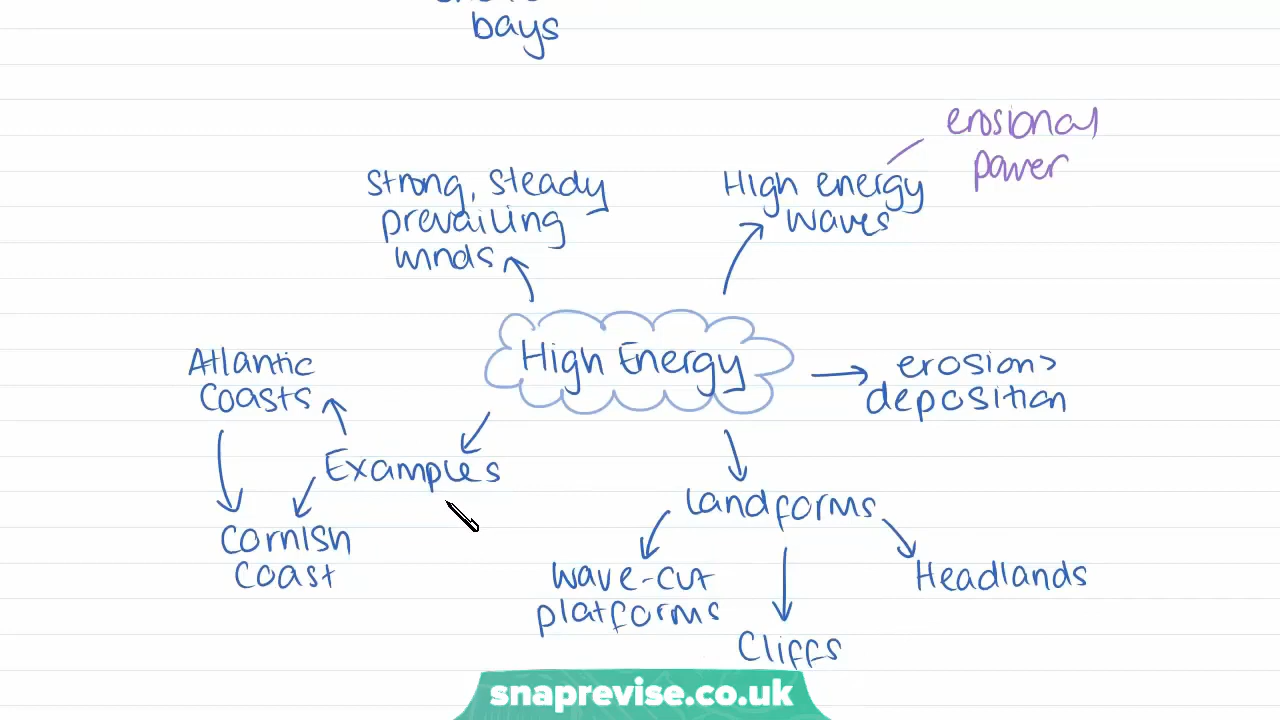 bays
erosional
power
Strong, steady
prevailing
winds
High energy
waves
High Energy
Atlantic
Coasts
erosion >
deposition
Examples
Landforms
Cornish
Coast
Wave-cut
platforms
Headlands
Cliffs
snaprevise.co.uk